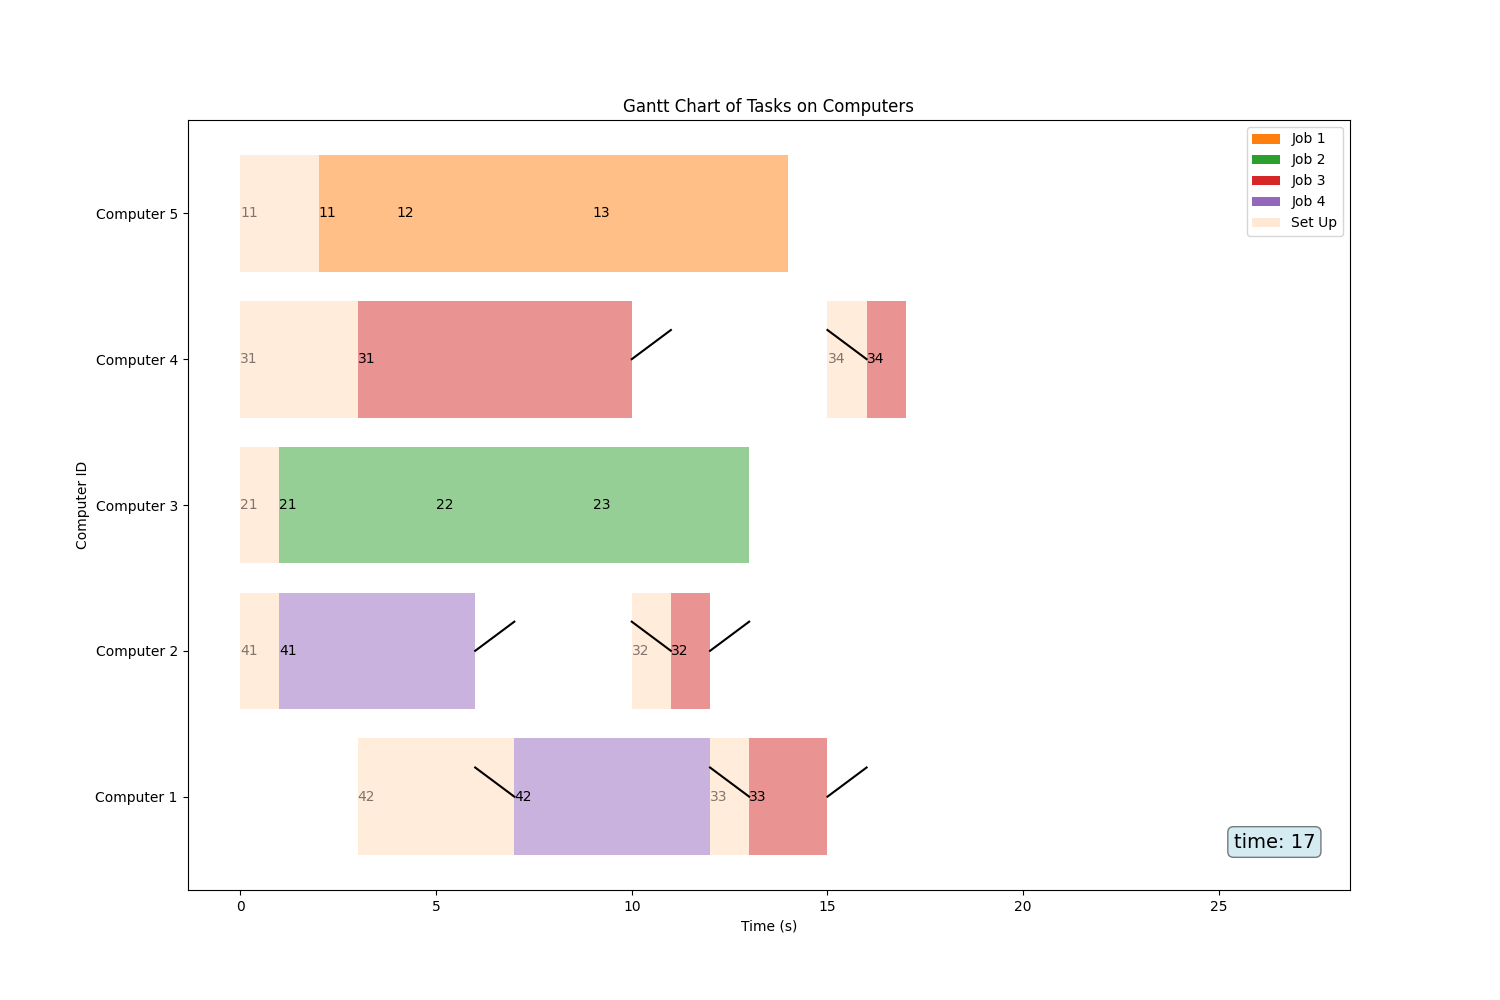 Gantt Chart of Tasks on Computers
Job 1
Job 2
Job 3
Job 4
Set Up
Computer 5
11
11
12
13
Computer 4
31
31
34
34
Computer 3
21
21
22
23
Computer 2
41
41
32
32
Computer 1
42
42
33
33
time: 17
0
5
10
15
20
25
Time (s)
Computer ID